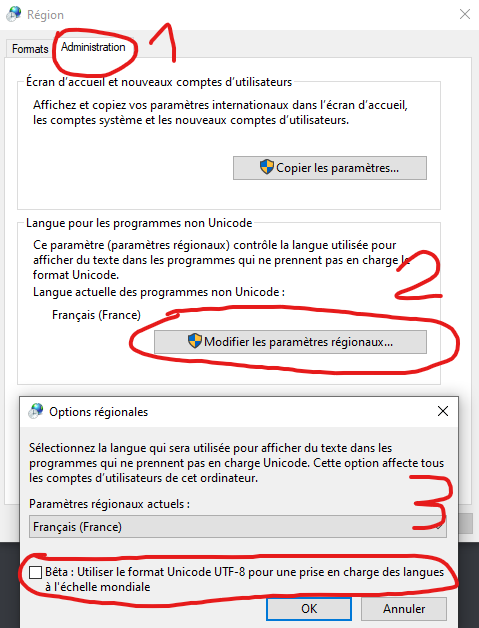 Région
1
Formats Administration
Écran d'accueil et nouveaux comptes d'utilisateurs
Affichez et copiez vos paramètres internationaux dans l'écran d'accueil,
les comptes système et les nouveaux comptes d'utilisateurs.
Copier les paramètres...
Langue pour les programmes non Unicode
Ce paramètre (paramètres régionaux) contrôle la langue utilisée pour
afficher du texte dans les programmes qui ne prennent pas en charge le
format Unicode.
2
Langue actuelle des programmes non Unicode :
Français (France)
Modifier les paramètres régionaux...
Options régionales
Sélectionnez la langue qui sera utilisée pour afficher du texte dans les
programmes qui ne prennent pas en charge Unicode. Cette option affecte tous
les comptes d'utilisateurs de cet ordinateur.
3
Paramètres régionaux actuels :
Français (France)
Bêta : Utiliser le format Unicode UTF-8 pour une prise en charge des langues
à l'échelle mondiale
OK Annuler